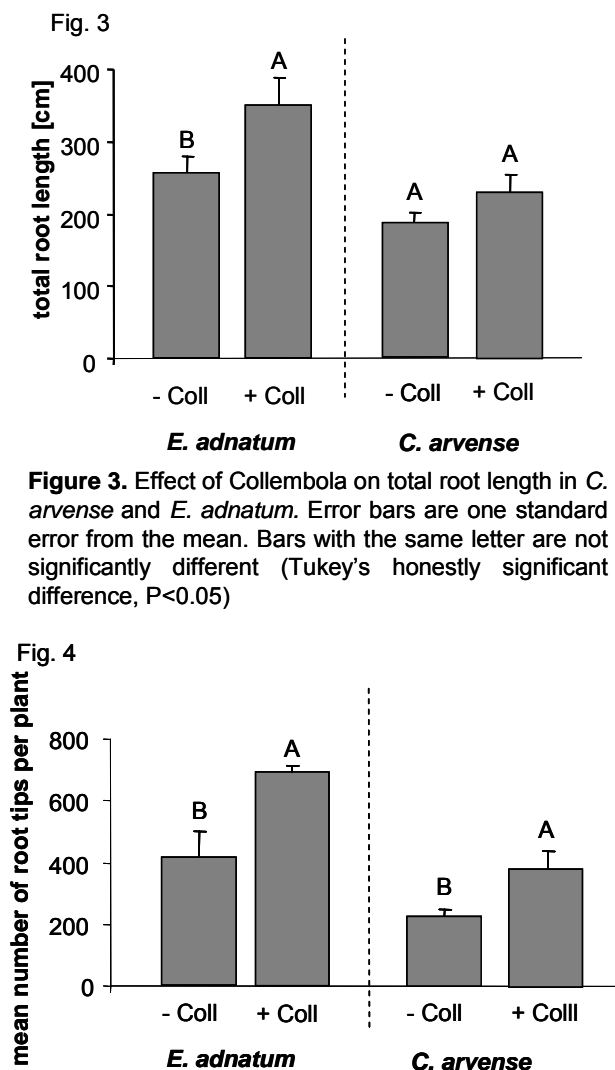 Fig. 3
total root length [cm]
400
300
200
100
0
B
A
A
A
- Coll + Coll - Coll + Coll
E. adnatum C. arvense
Figure 3. Effect of Collembola on total root length in C.
arvense and E. adnatum. Error bars are one standard
error from the mean. Bars with the same letter are not
significantly different (Tukey's honestly significant
difference, P<0.05)
Fig. 4
mean number of root tips per plant
800
600
400
200
0
B
A
B
A
- Coll + Coll - Coll + Colll
E. adnatum C. arvense